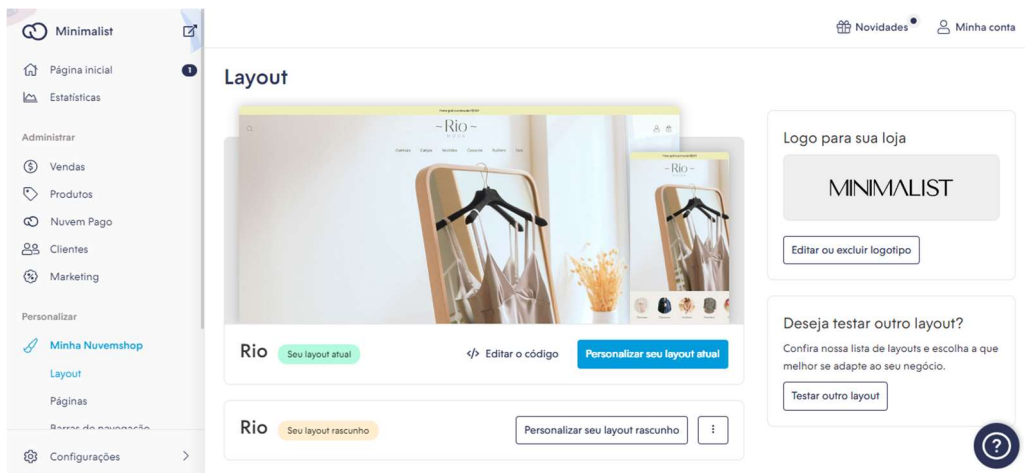 Minimalist
Novidades
Minha conta
Página inicial
1
Estatísticas
Administrar
Vendas
Produtos
Nuvem Pago
Clientes
Marketing
Personalizar
Minha Nuvemshop
Layout
Páginas
Barras de navegação
Configurações
Layout
~Rio~
~Rio~
Rio
Seu layout atual
</> Editar o código
Personalizar seu layout atual
Rio
Seu layout rascunho
Personalizar seu layout rascunho
Logo para sua loja
MINIMALIST
Editar ou excluir logotipo
Deseja testar outro layout?
Confira nossa lista de layouts e escolha a que
melhor se adapte ao seu negócio.
Testar outro layout
?